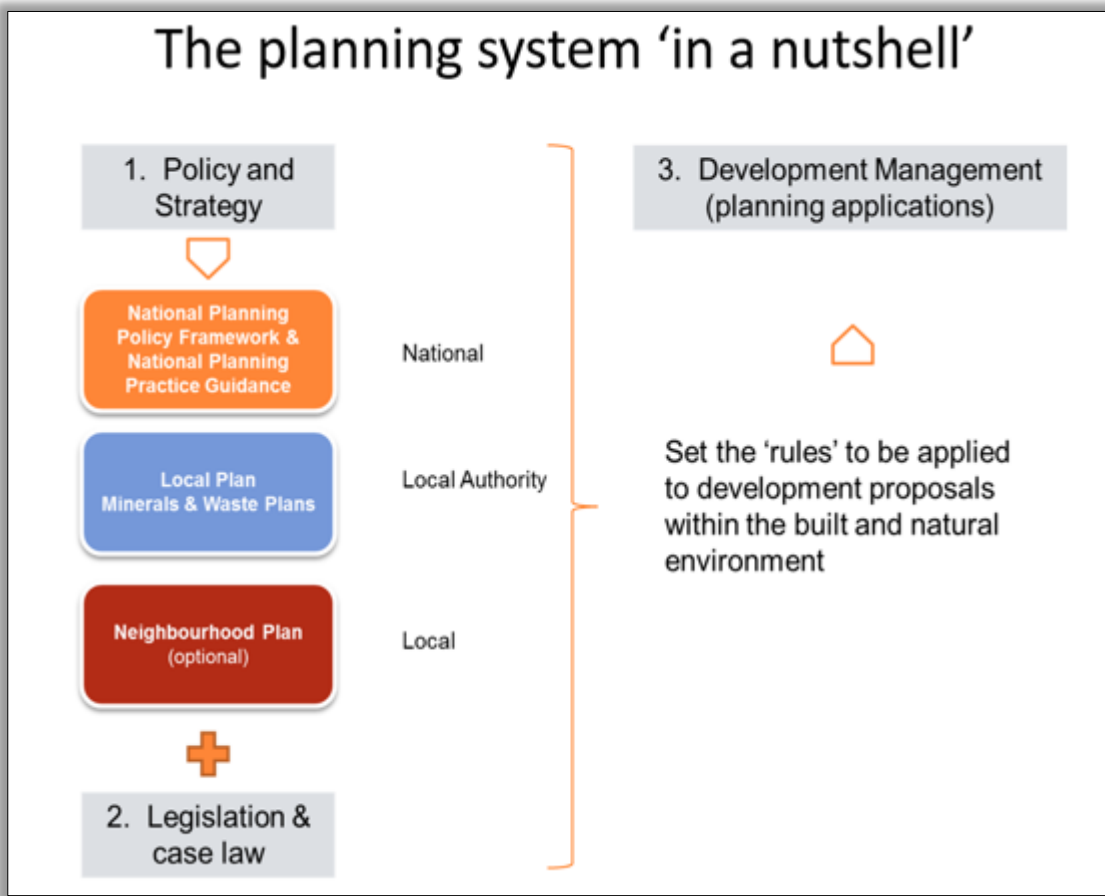 The planning system ‘in a nutshell’
1. Policy and
Strategy
National Planning
Policy Framework &
National Planning
Practice Guidance
National
Local Plan
Minerals & Waste Plans
Local Authority
Neighbourhood Plan
(optional)
Local
2. Legislation &
case law
3. Development Management
(planning applications)
Set the ‘rules’ to be applied
to development proposals
within the built and natural
environment